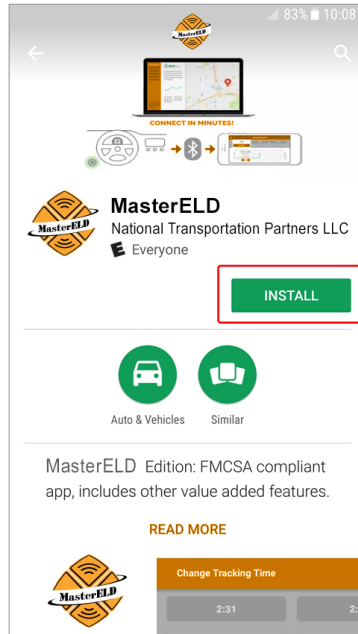 83% 10:08
MasterELD
CONNECT IN MINUTES!
MasterELD
MasterELD
National Transportation Partners LLC
E Everyone
INSTALL
Auto & Vehicles
Similar
MasterELD Edition: FMCSA compliant
app, includes other value added features.
READ MORE
MasterELD
Change Tracking Time
2:31